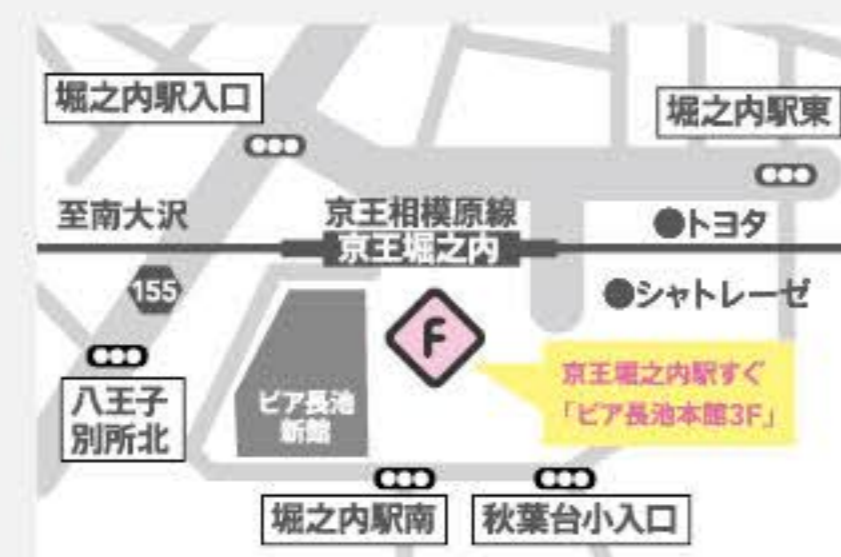 堀之内駅入口
堀之内駅東
至南大沢
京王相模原線
京王堀之内
●トヨタ
155
●シャトレーゼ
F
京王堀之内駅すぐ
「ビア長池本館3F」
ビア長池
新館
八王子
別所北
堀之内駅南
秋葉台小入口